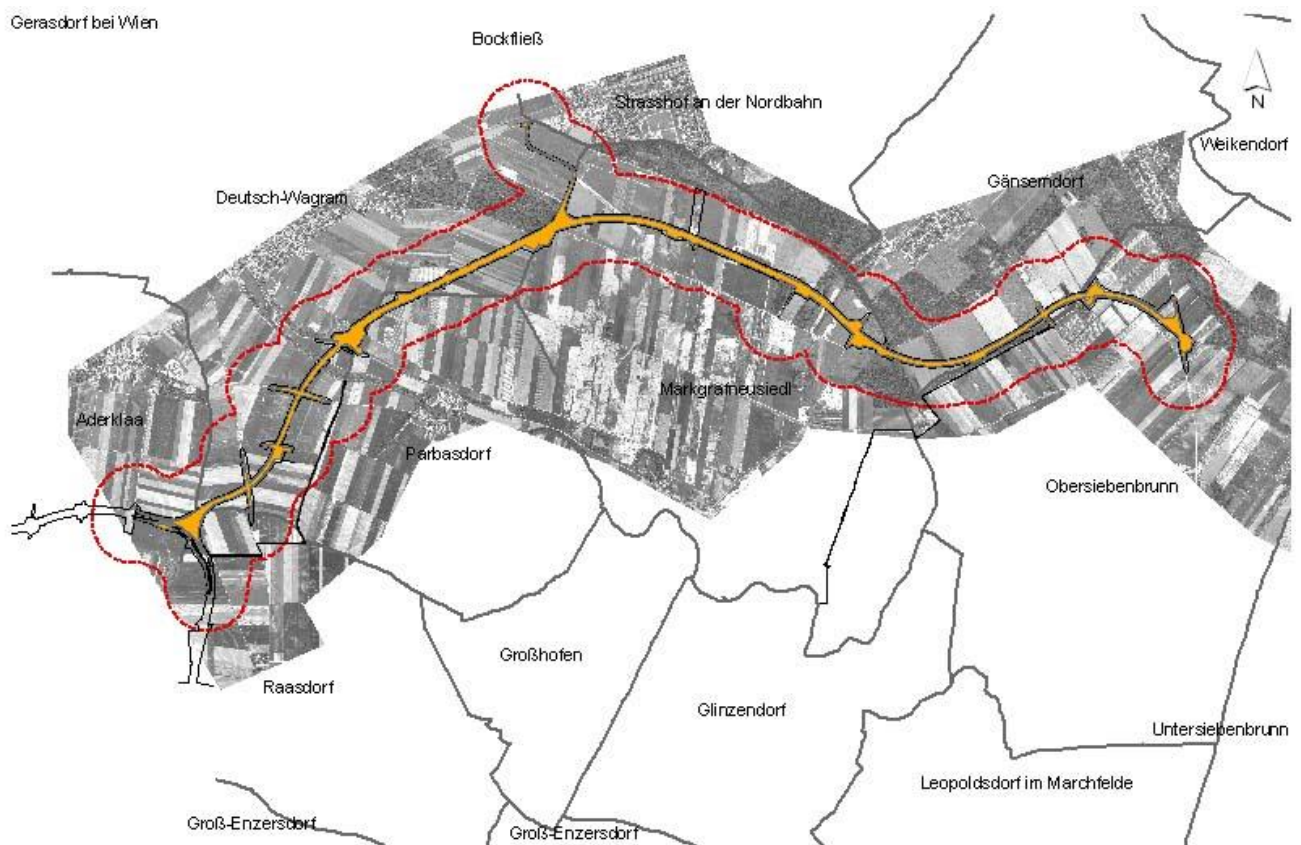 Gerasdorf bei Wien
Bockfließ
Strasshof an der Nordbahn
N
Weikendorf
Gänserndorf
Deutsch-Wagram
Markgrafneusiedl
Aderklaa
Parbasdorf
Obersiebenbrunn
Großhofen
Raasdorf
Glinzendorf
Untersiebenbrunn
Leopoldsdorf im Marchfelde
Groß-Enzersdorf
Groß-Enzersdorf